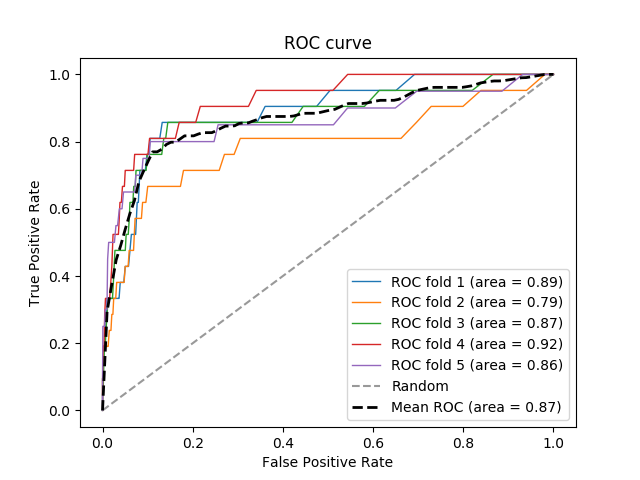 ROC curve
True Positive Rate
1.0
0.8
0.6
0.4
0.2
0.0
0.0 0.2 0.4 0.6 0.8 1.0
False Positive Rate
ROC fold 1 (area = 0.89)
ROC fold 2 (area = 0.79)
ROC fold 3 (area = 0.87)
ROC fold 4 (area = 0.92)
ROC fold 5 (area = 0.86)
Random
Mean ROC (area = 0.87)